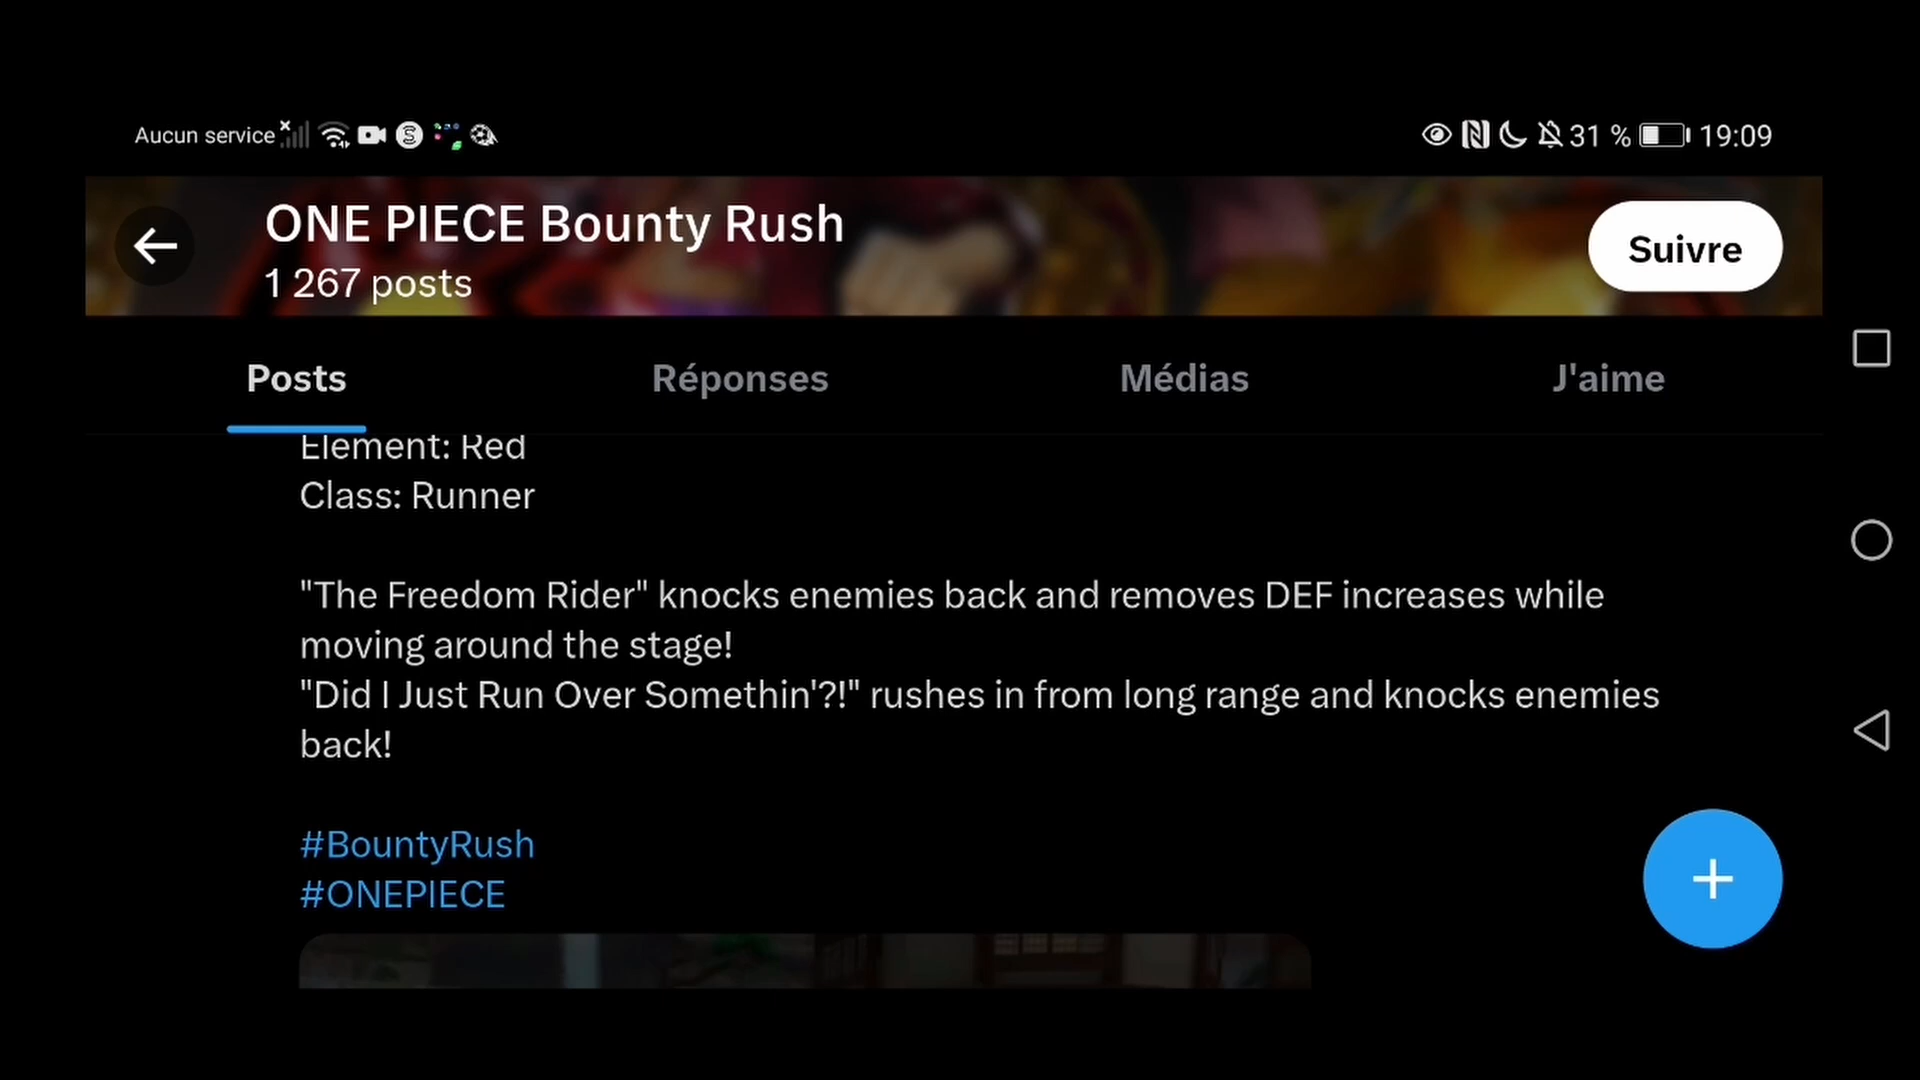 Aucun service
31 %
19:09
ONE PIECE Bounty Rush
1 267 posts
Suivre
Posts
Réponses
Médias
J'aime
Element: Red
Class: Runner
"The Freedom Rider" knocks enemies back and removes DEF increases while
moving around the stage!
"Did I Just Run Over Somethin'?!" rushes in from long range and knocks enemies
back!
#BountyRush
#ONEPIECE